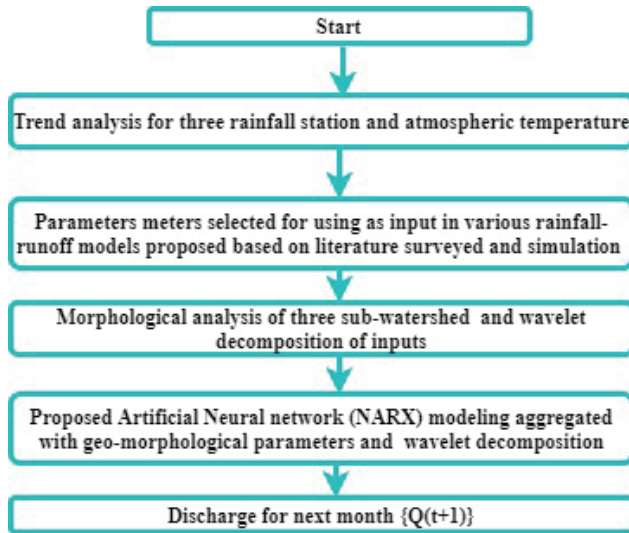 Start
Trend analysis for three rainfall station and atmospheric temperature
Parameters meters selected for using as input in various rainfall-
runoff models proposed based on literature surveyed and simulation
Morphological analysis of three sub-watershed and wavelet
decomposition of inputs
Proposed Artificial Neural network (NARX) modeling aggregated
with geo-morphological parameters and wavelet decomposition
Discharge for next month {Q(t+1)}